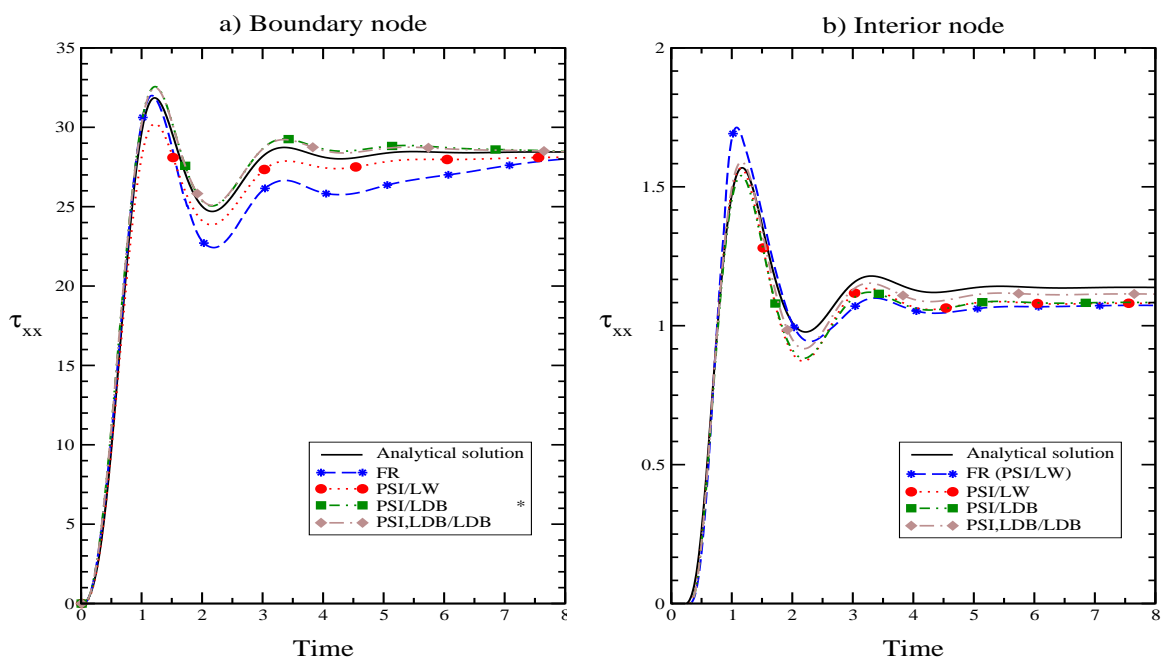 a) Boundary node
35
30
25
20
15
10
5
0
τxx
0 1 2 3 4 5 6 7 8
Time
Analytical solution
FR
PSI/LW
PSI/LDB *
PSI,LDB/LDB
b) Interior node
2
1.5
1
0.5
0
τxx
0 1 2 3 4 5 6 7 8
Time
Analytical solution
FR (PSI/LW)
PSI/LW
PSI/LDB
PSI,LDB/LDB